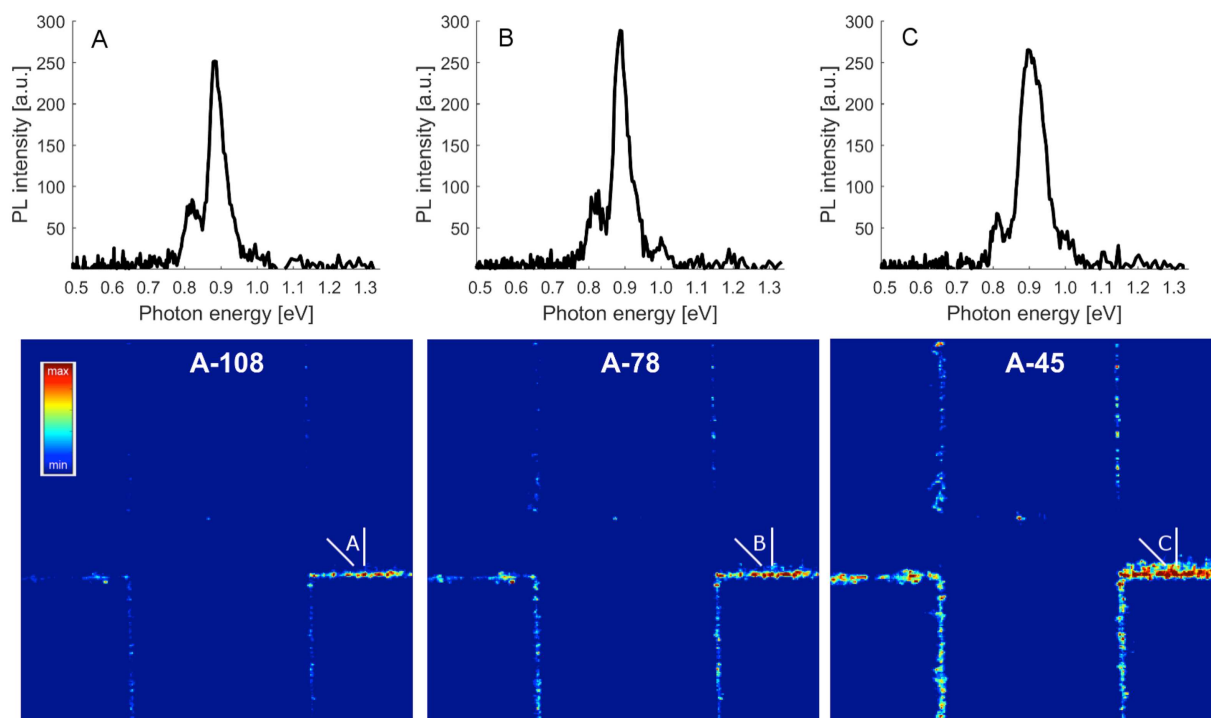 A
PL intensity [a.u.]
300
250
200
150
100
50
0.5 0.6 0.7 0.8 0.9 1.0 1.1 1.2 1.3
Photon energy [eV]
B
PL intensity [a.u.]
300
250
200
150
100
50
0.5 0.6 0.7 0.8 0.9 1.0 1.1 1.2 1.3
Photon energy [eV]
C
PL intensity [a.u.]
300
250
200
150
100
50
0.5 0.6 0.7 0.8 0.9 1.0 1.1 1.2 1.3
Photon energy [eV]
A-108
max
min
A
A-78
B
A-45
C